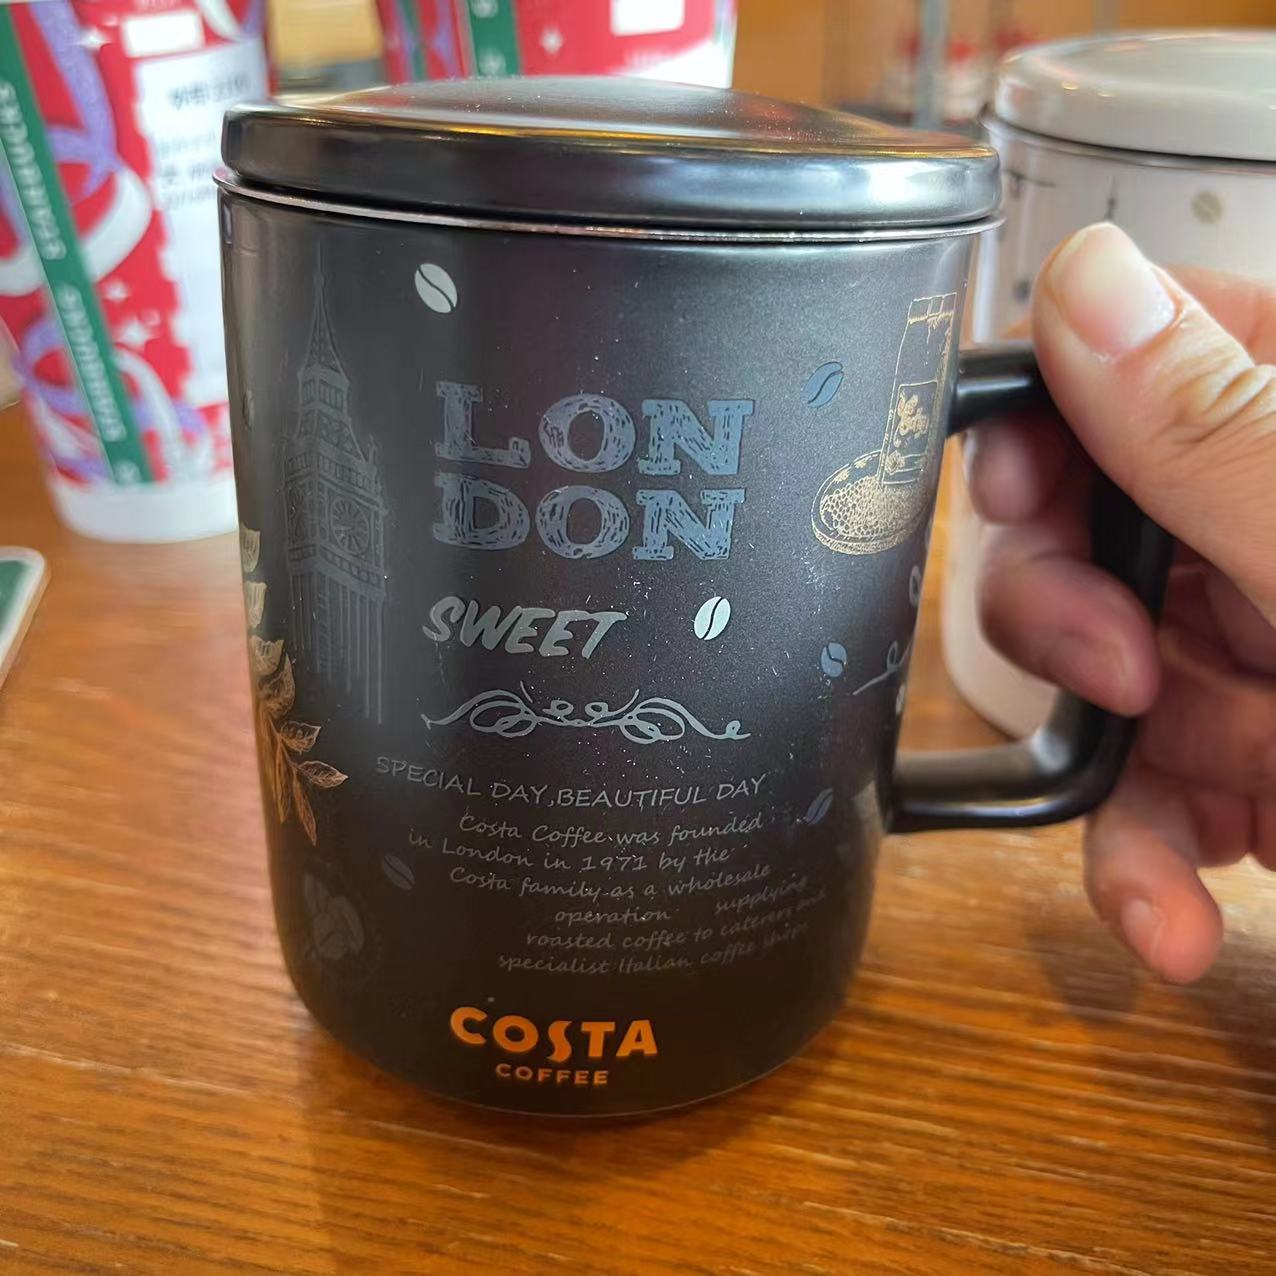 LON
DON
SWEET
SPECIAL DAY,BEAUTIFUL DAY
Costa Coffee was founded
in London in 1971 by the
Costa family as a wholesale
operation supplying
roasted coffee to caterers and
specialist Italian coffee shops
COSTA
COFFEE